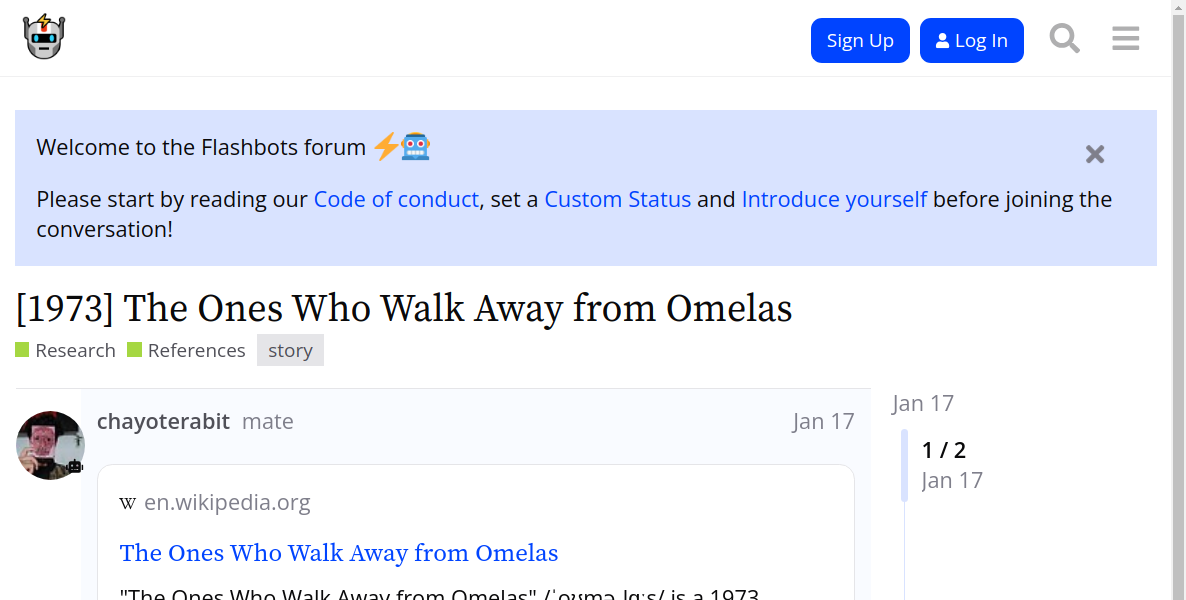 Sign Up
Log In
Welcome to the Flashbots forum
Please start by reading our Code of conduct, set a Custom Status and Introduce yourself before joining the
conversation!
[1973] The Ones Who Walk Away from Omelas
Research References story
chayoterabit mate Jan 17
Jan 17
1 / 2
Jan 17
W en.wikipedia.org
The Ones Who Walk Away from Omelas
"The Ones Who Walk Away from Omelas" /ˈoʊməˌlɑːs/ is a 1973